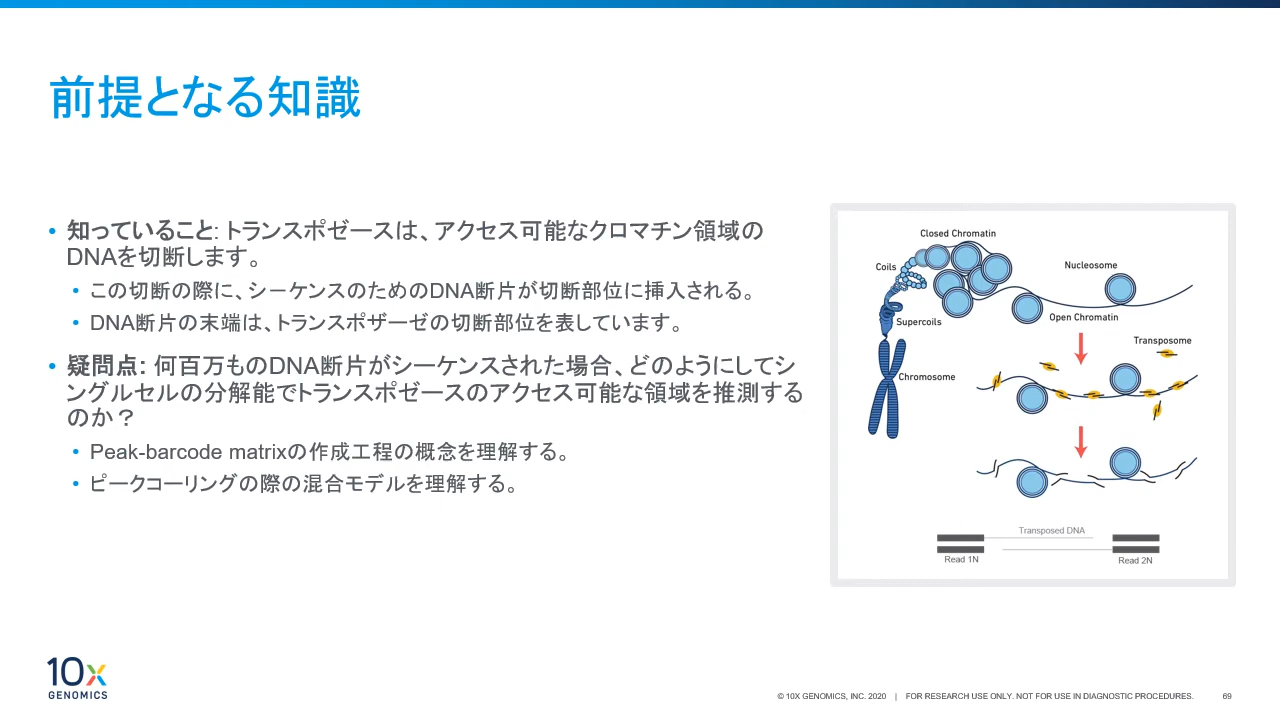 前提となる知識
• 知っていること: トランスポゼースは、アクセス可能なクロマチン領域の
DNAを切断します。
• この切断の際に、シーケンスのためのDNA断片が切断部位に挿入される。
• DNA断片の末端は、トランスポザーゼの切断部位を表しています。
• 疑問点: 何百万ものDNA断片がシーケンスされた場合、どのようにしてシ
ングルセルの分解能でトランスポゼースのアクセス可能な領域を推測する
のか？
• Peak-barcode matrixの作成工程の概念を理解する。
• ピークコーリングの際の混合モデルを理解する。
Closed Chromatin
Coils
Nucleosome
Supercoils
Open Chromatin
Transposome
Chromosome
Transposed DNA
Read 1N
Read 2N
10x
GENOMICS
© 10X GENOMICS, INC. 2020 | FOR RESEARCH USE ONLY. NOT FOR USE IN DIAGNOSTIC PROCEDURES. 69